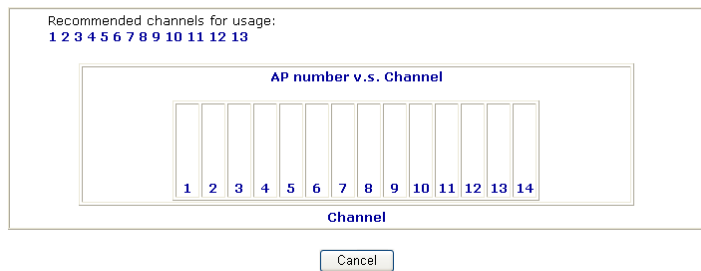 Recommended channels for usage:
1 2 3 4 5 6 7 8 9 10 11 12 13
AP number v.s. Channel
1 2 3 4 5 6 7 8 9 10 11 12 13 14
Channel
Cancel